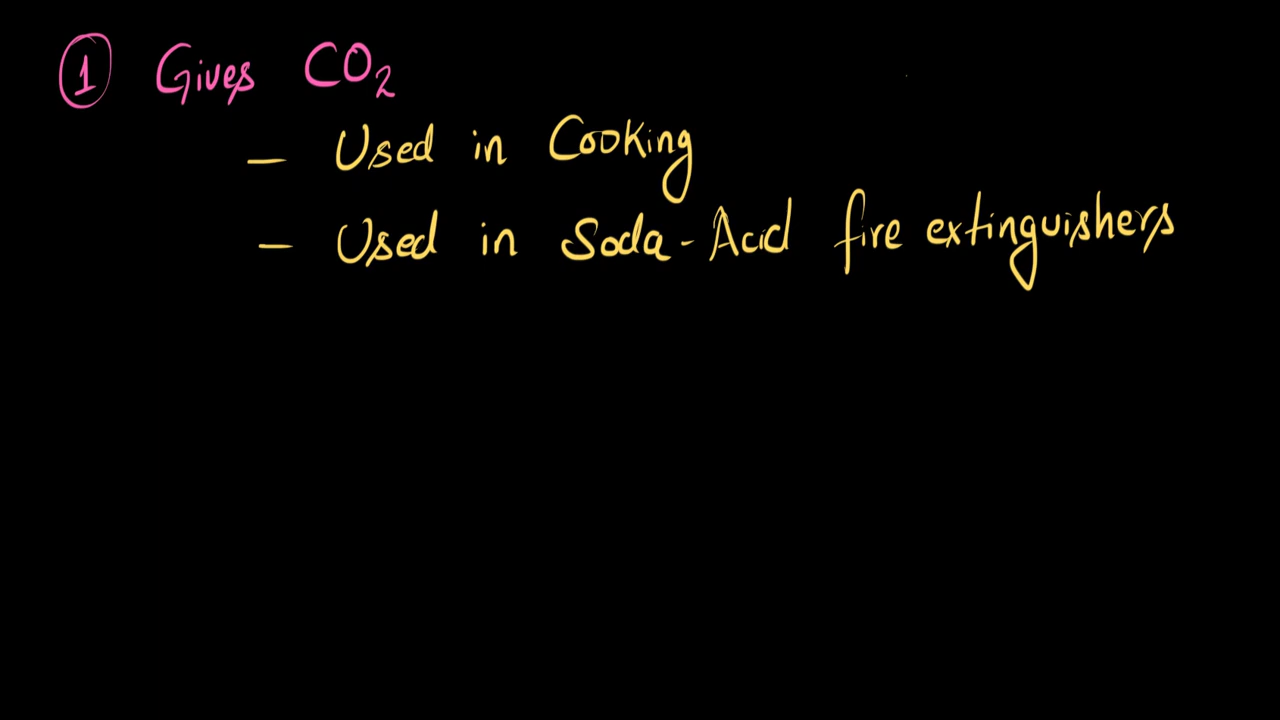 ① Gives CO₂
– Used in Cooking
– Used in Soda-Acid fire extinguishers